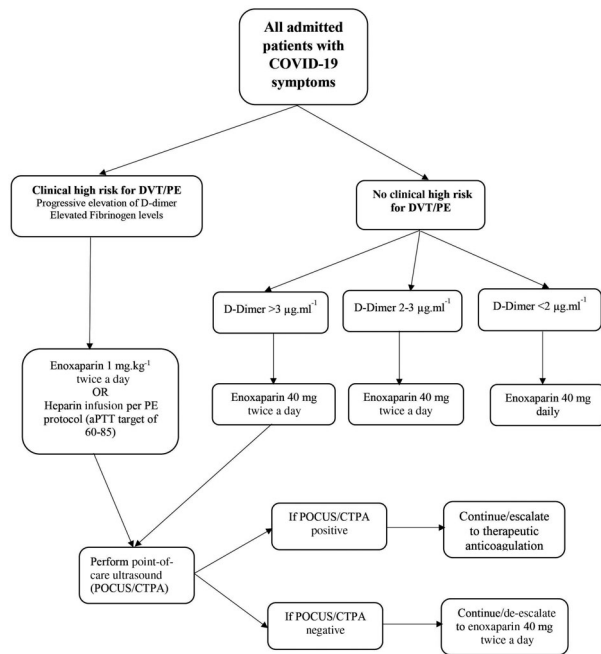 All admitted
patients with
COVID-19
symptoms
Clinical high risk for DVT/PE
Progressive elevation of D-dimer
Elevated Fibrinogen levels
No clinical high risk
for DVT/PE
D-Dimer >3 µg.ml⁻¹
D-Dimer 2-3 µg.ml⁻¹
D-Dimer <2 µg.ml⁻¹
Enoxaparin 1 mg.kg⁻¹
twice a day
OR
Heparin infusion per PE
protocol (aPTT target of
60-85)
Enoxaparin 40 mg
twice a day
Enoxaparin 40 mg
twice a day
Enoxaparin 40 mg
daily
Perform point-of-
care ultrasound
(POCUS/CTPA)
If POCUS/CTPA
positive
Continue/escalate
to therapeutic
anticoagulation
If POCUS/CTPA
negative
Continue/de-escalate
to enoxaparin 40 mg
twice a day